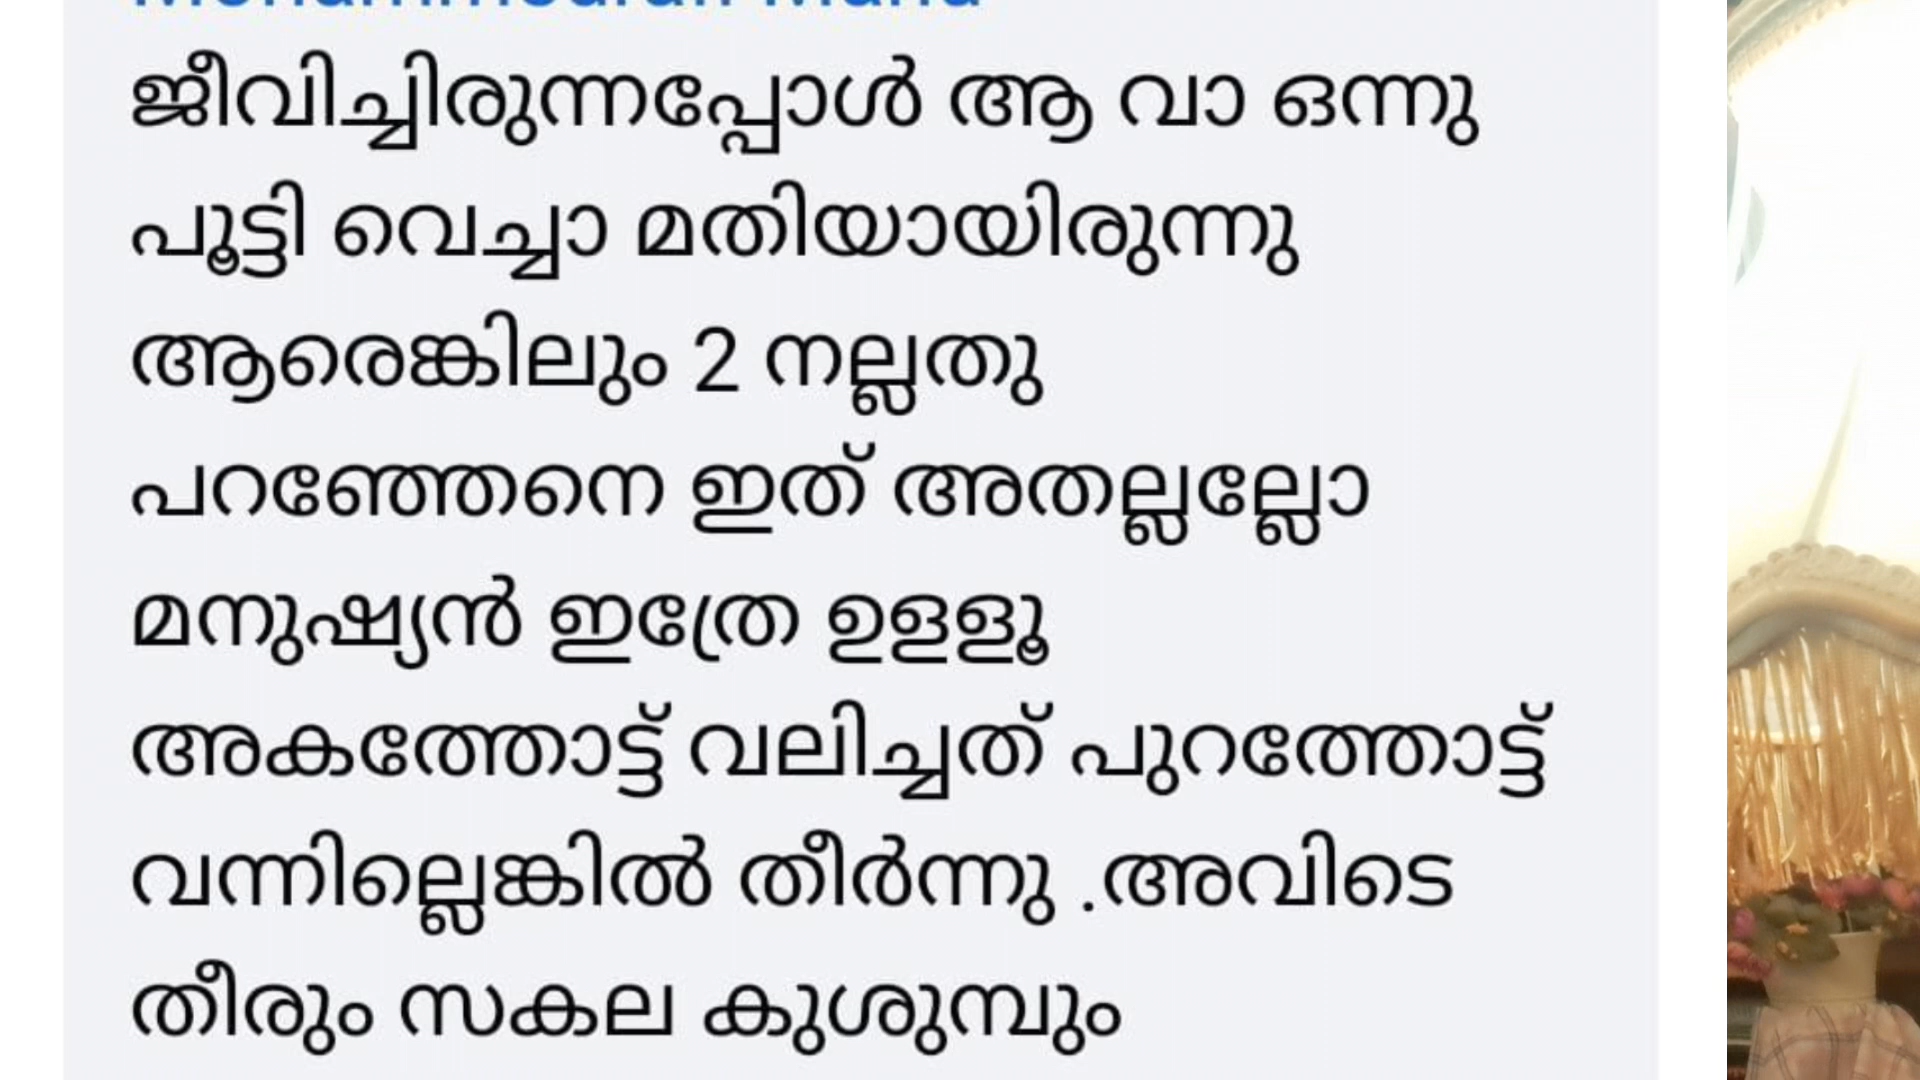 ജീവിച്ചിരുന്നപ്പോൾ ആ വാ ഒന്നു
പൂട്ടി വെച്ചാ മതിയായിരുന്നു
ആരെങ്കിലും 2 നല്ലതു
പറഞ്ഞേനെ ഇത് അതല്ലല്ലോ
മനുഷ്യൻ ഇത്രേ ഉളളൂ
അകത്തോട്ട് വലിച്ചത് പുറത്തോട്ട്
വന്നില്ലെങ്കിൽ തീർന്നു .അവിടെ
തീരും സകല കുശുമ്പും